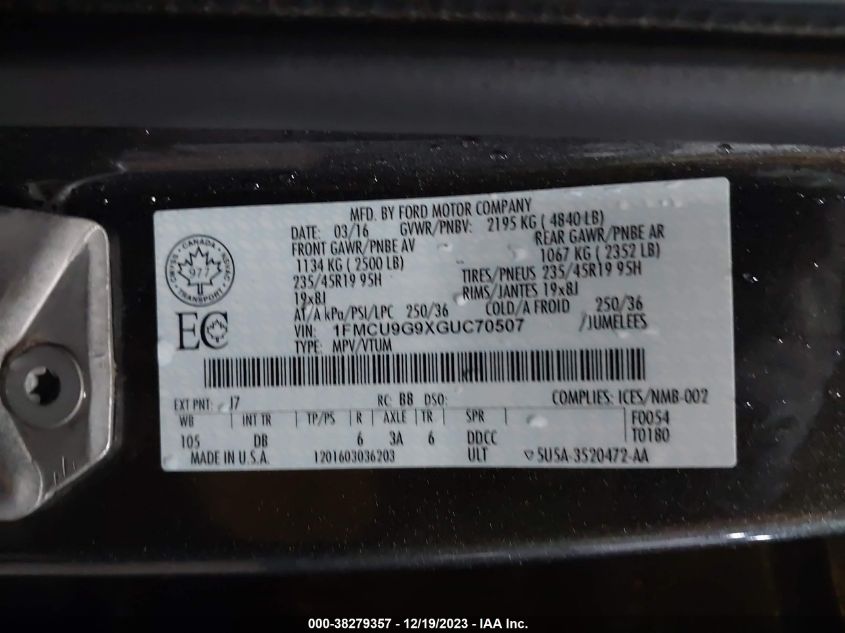 MFD. BY FORD MOTOR COMPANY
DATE: 03/16 GVWR/PNBV: 2195 KG ( 4840 LB)
FRONT GAWR/PNBE AV REAR GAWR/PNBE AR
1134 KG ( 2500 LB) 1067 KG ( 2352 LB)
235/45R19 95H TIRES/PNEUS 235/45R19 95H
19x8J RIMS/JANTES 19x8J
AT/A kPa/PSI/LPC 250/36 COLD/A FROID 250/36
VIN: 1FMCU9G9XGUC70507 /JUMELEES
TYPE: MPV/VTUM
CANADA
977
TRANSPORT
EC
EXT PNT: J7 RC: B8 DSO: COMPLIES: ICES/NMB-002
WB INT TR TP/PS R AXLE TR SPR F0054
105 DB 6 3A 6 DDCC T0180
MADE IN U.S.A. 1201603036203 ULT 5U5A-3520472-AA
000-38279357 - 12/19/2023 - IAA Inc.